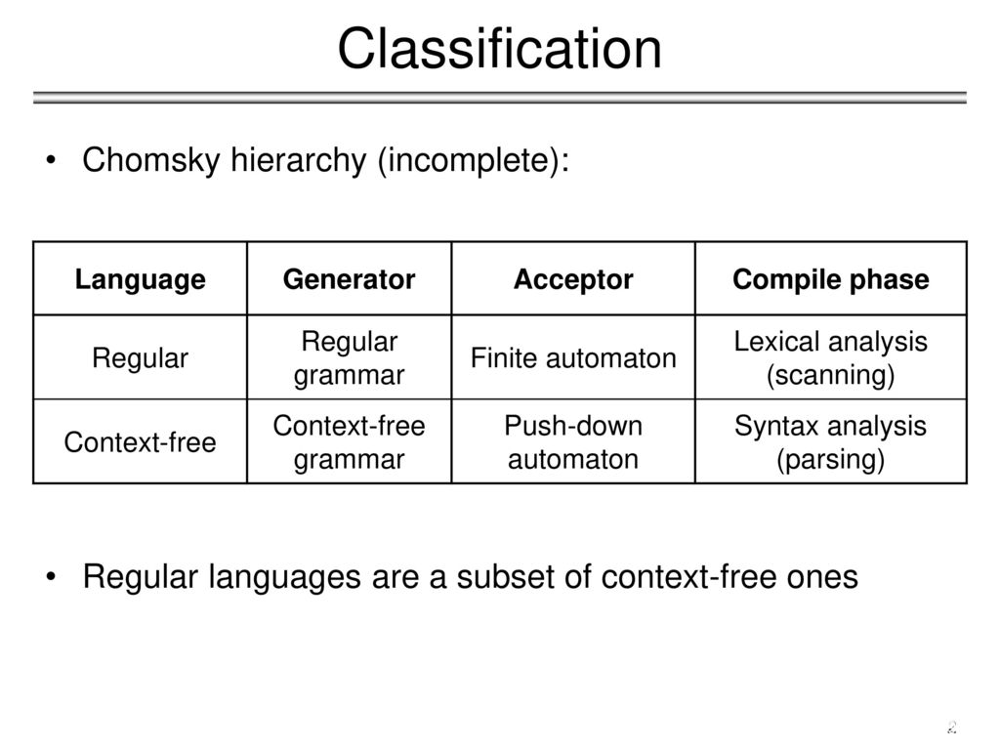 Classification
• Chomsky hierarchy (incomplete):
Language Generator Acceptor Compile phase
Regular Regular grammar Finite automaton Lexical analysis (scanning)
Context-free Context-free grammar Push-down automaton Syntax analysis (parsing)
• Regular languages are a subset of context-free ones
2